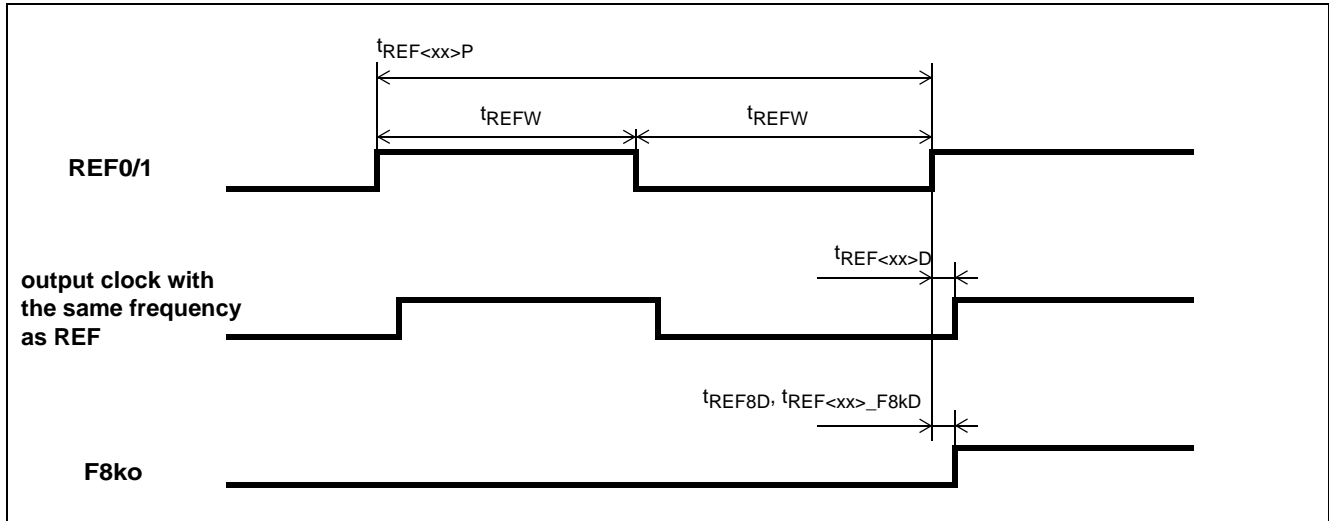 tREF<xx>P
tREFW
tREFW
REF0/1
tREF<xx>D
output clock with
the same frequency
as REF
tREF8D, tREF<xx>_F8kD
F8ko